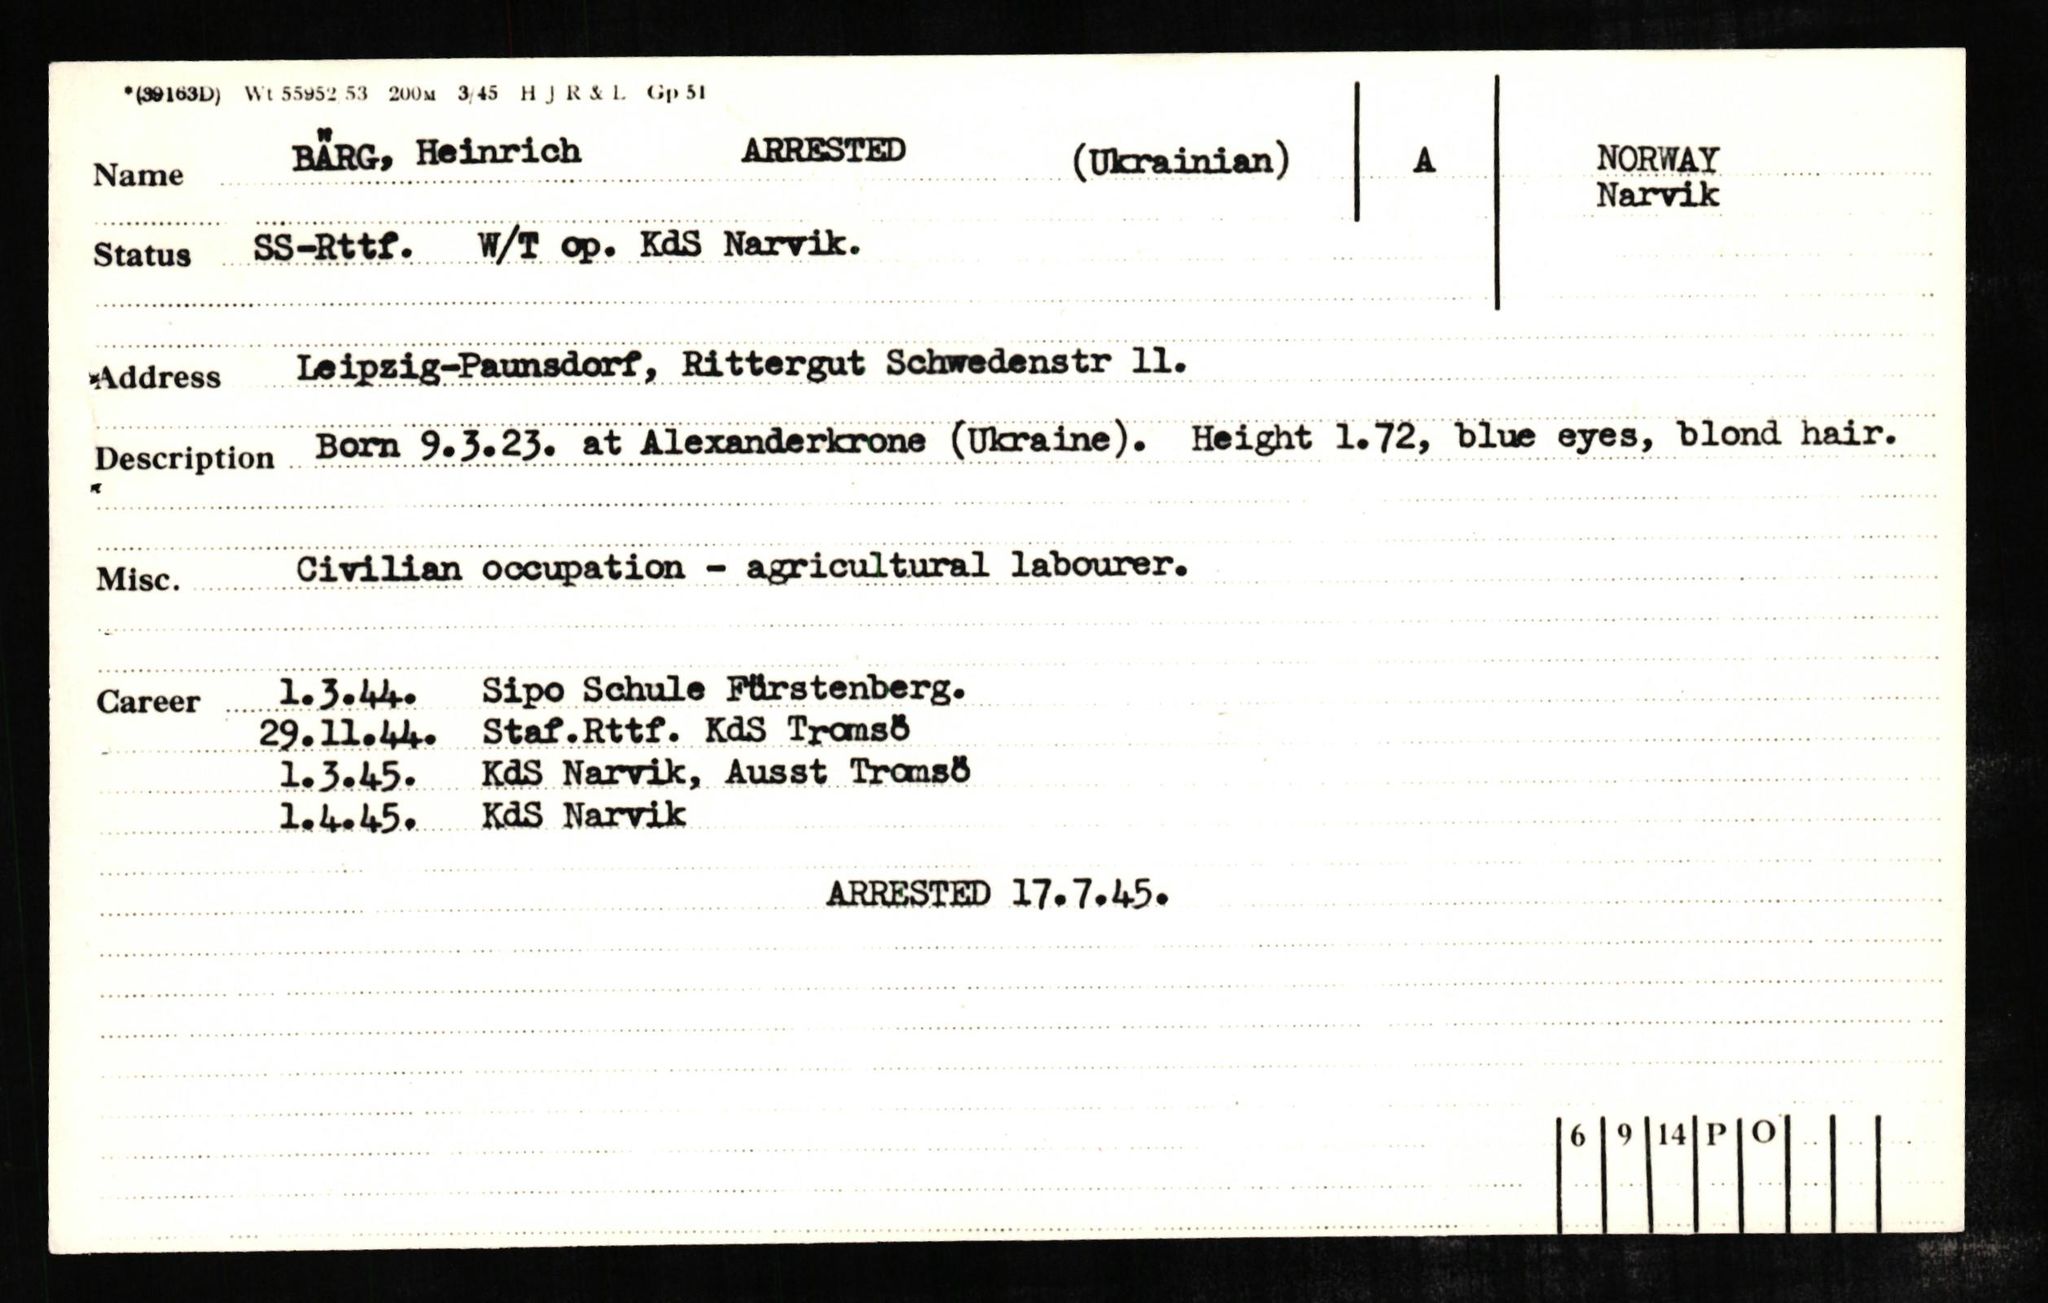 *(39163D) Wt 55952/53 200M 3/45 H J R & L Gp 51
Name BÄRG, Heinrich ARRESTED (Ukrainian) A NORWAY
Narvik
Status SS-Rttf. W/T op. KdS Narvik.
Address Leipzig-Paunsdorf, Rittergut Schwedenstr 11.
Description Born 9.3.23. at Alexanderkrone (Ukraine). Height 1.72, blue eyes, blond hair.
Misc. Civilian occupation - agricultural labourer.
Career 1.3.44. Sipo Schule Fürstenberg.
29.11.44. Staf.Rttf. KdS Tromsö
1.3.45. KdS Narvik, Ausst Tromsö
1.4.45. KdS Narvik
ARRESTED 17.7.45.
6 9 14 P O